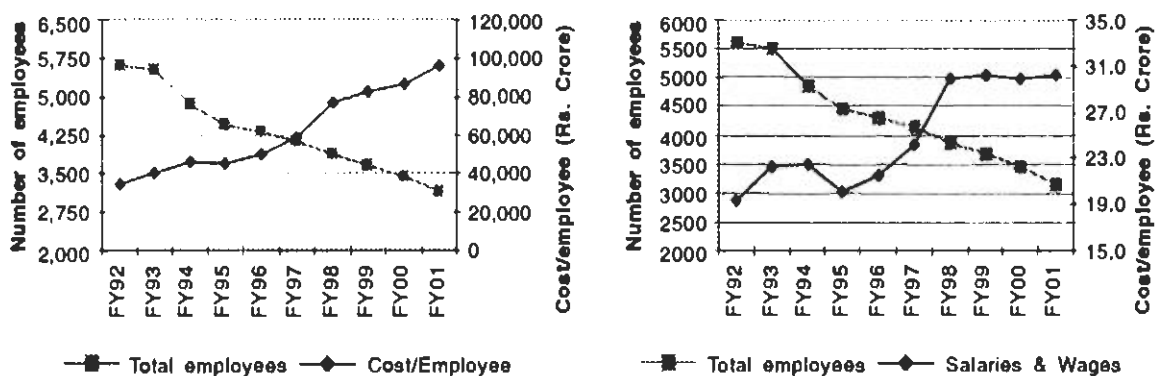 Number of employees
6,500
5,750
5,000
4,250
3,500
2,750
2,000
120,000
100,000
80,000
60,000
40,000
20,000
0
Cost/employee (Rs. Crore)
FY92
FY93
FY94
FY95
FY96
FY97
FY98
FY99
FY00
FY01
Total employees Cost/Employee
Number of employees
6000
5500
5000
4500
4000
3500
3000
2500
2000
35.0
31.0
27.0
23.0
19.0
15.0
Cost/employee (Rs. Crore)
FY92
FY93
FY94
FY95
FY96
FY97
FY98
FY99
FY00
FY01
Total employees Salaries & Wages